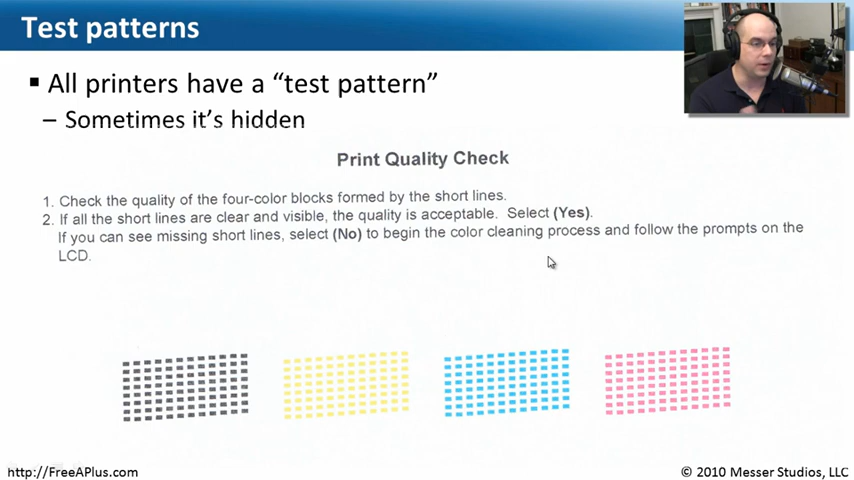 Test patterns
▪ All printers have a “test pattern”
– Sometimes it’s hidden
Print Quality Check
1. Check the quality of the four-color blocks formed by the short lines.
2. If all the short lines are clear and visible, the quality is acceptable. Select (Yes).
If you can see missing short lines, select (No) to begin the color cleaning process and follow the prompts on the
LCD.
http://FreeAPlus.com
© 2010 Messer Studios, LLC